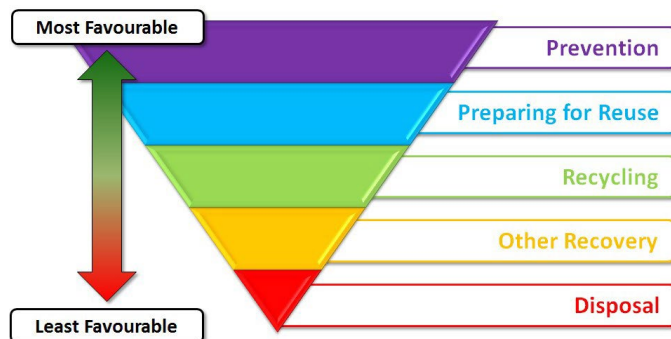 Most Favourable
Prevention
Preparing for Reuse
Recycling
Other Recovery
Disposal
Least Favourable